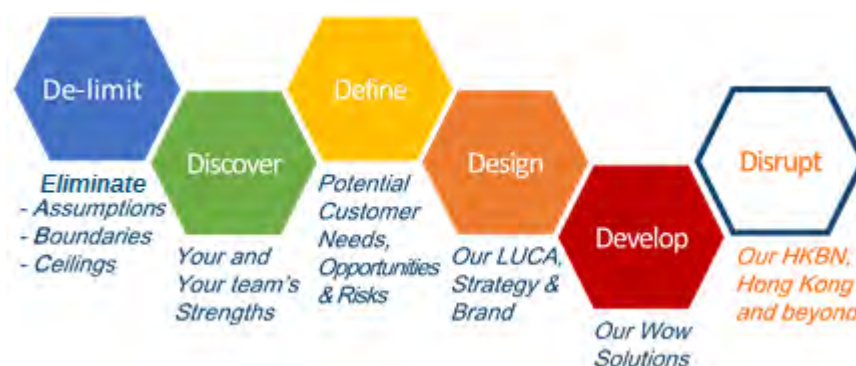 De-limit
Eliminate
- Assumptions
- Boundaries
- Ceilings
Discover
Your and
Your team's
Strengths
Define
Potential
Customer
Needs,
Opportunities
& Risks
Design
Our LUCA,
Strategy &
Brand
Develop
Our Wow
Solutions
Disrupt
Our HKBN,
Hong Kong
and beyond